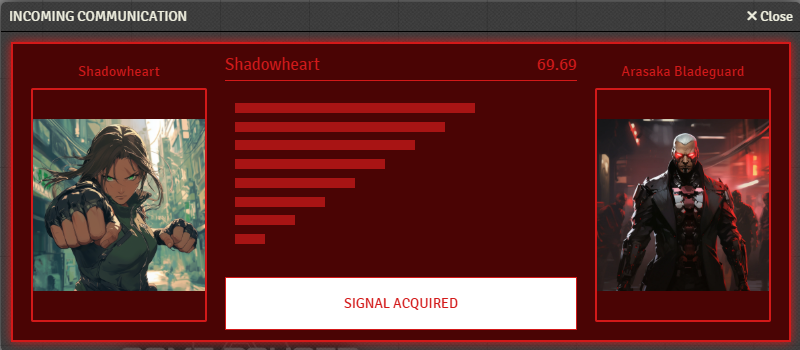 INCOMING COMMUNICATION
✕ Close
Shadowheart
Shadowheart
69.69
Arasaka Bladeguard
SIGNAL ACQUIRED